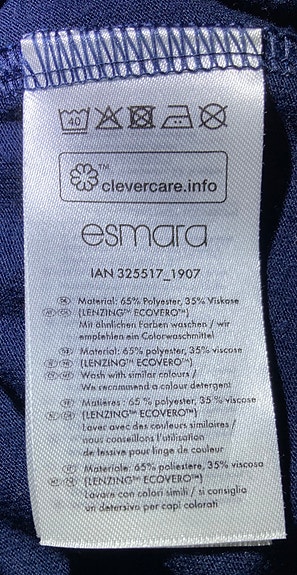 40
™
clevercare.info
esmara
IAN 325517_1907
Material: 65% Polyester, 35% Viskose
(LENZING™ ECOVERO™)
Mit ähnlichen Farben waschen / wir
empfehlen ein Colorwaschmittel
Material: 65% polyester, 35% viscose
(LENZING™ ECOVERO™)
Wash with similar colours /
We recommend a colour detergent
Matières : 65 % polyester, 35 % viscose
(LENZING™ ECOVERO™)
Laver avec des couleurs similaires /
nous conseillons l'utilisation
de lessive pour linge de couleur
Materiale: 65% poliestere, 35% viscosa
(LENZING™ ECOVERO™)
Lavare con colori simili / si consiglia
un detersivo per capi colorati